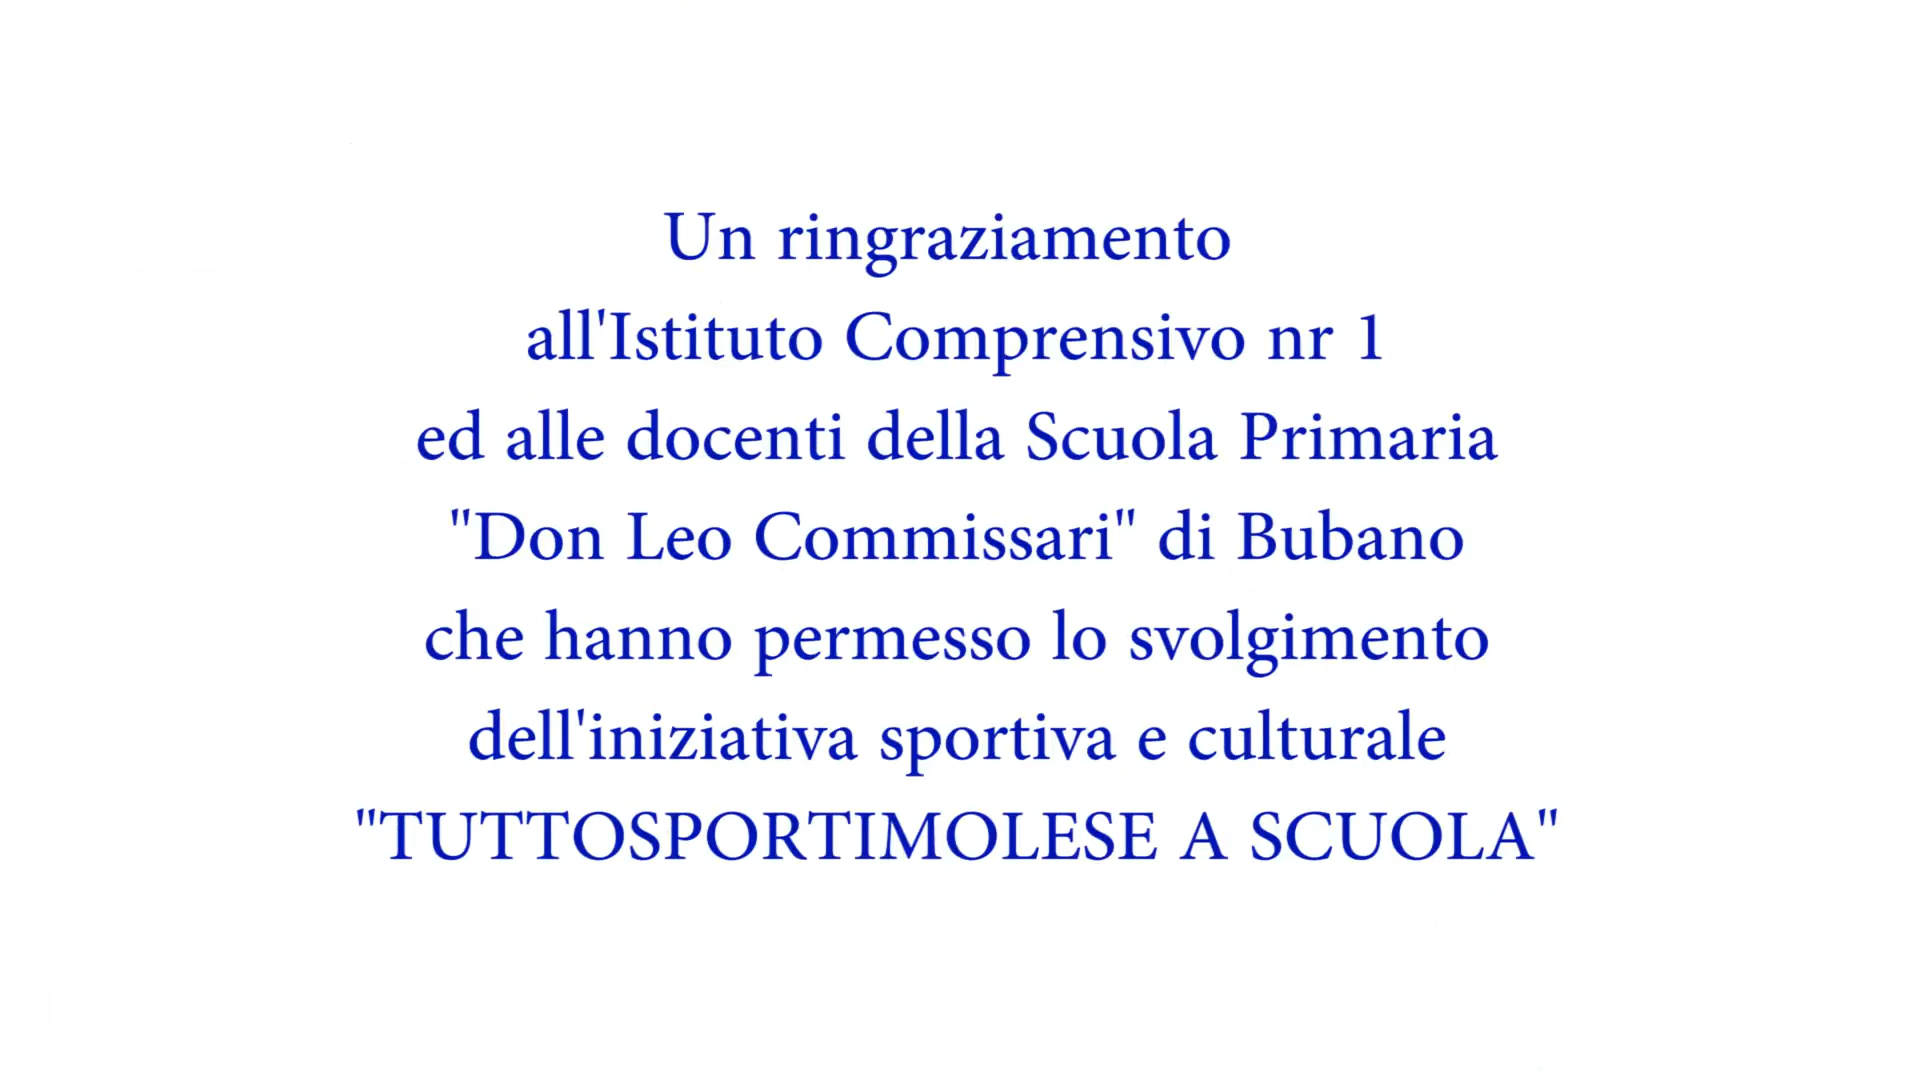 Un ringraziamento
all'Istituto Comprensivo nr 1
ed alle docenti della Scuola Primaria
"Don Leo Commissari" di Bubano
che hanno permesso lo svolgimento
dell'iniziativa sportiva e culturale
"TUTTOSPORTIMOLESE A SCUOLA"